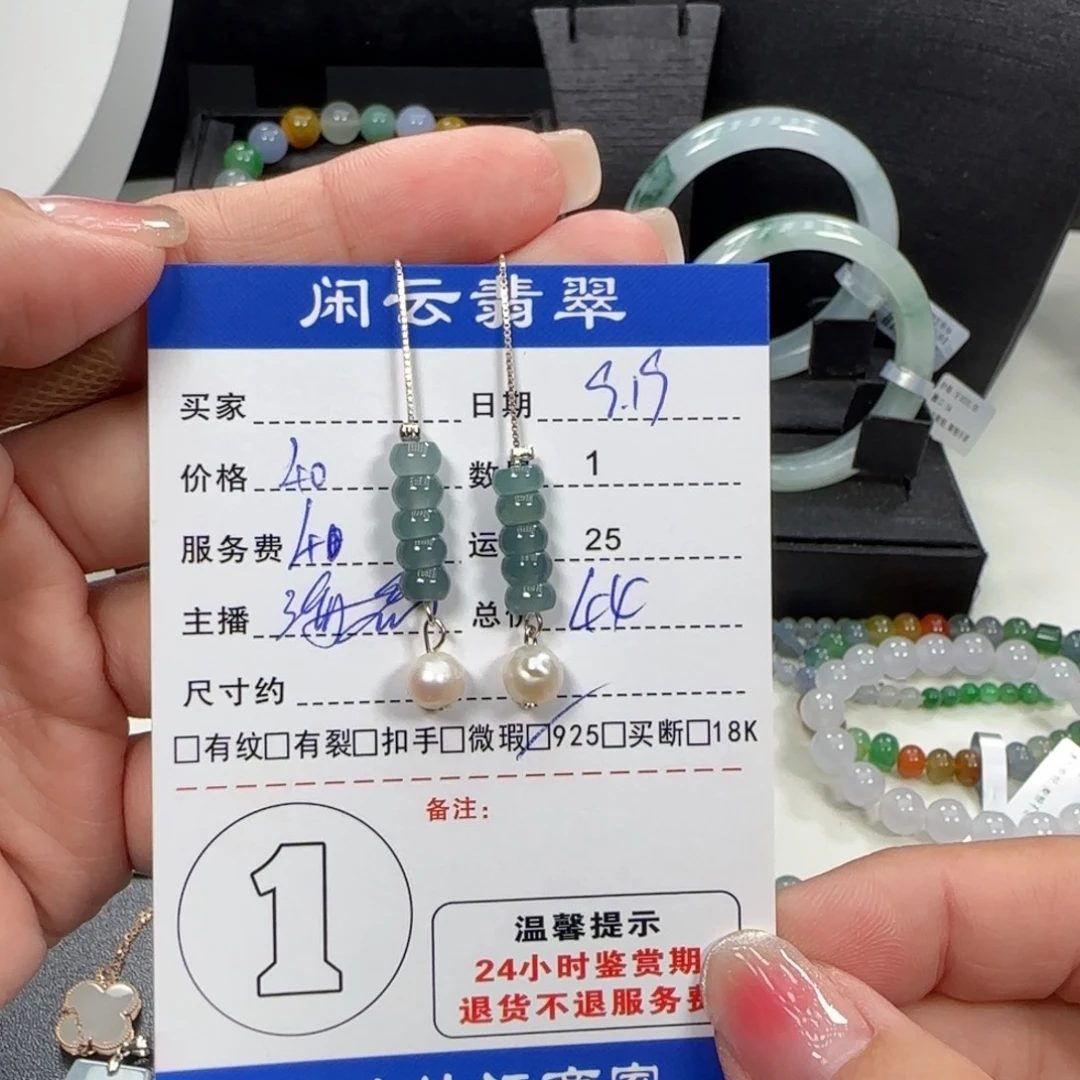 闲云翡翠
买家 日期 5.15
价格 40 数 1
服务费 40 运 25
主播 总价 44
尺寸约
□有纹□有裂□扣手□微瑕□925□买断□18K
备注：
1
温馨提示
24小时鉴赏期
退货不退服务费